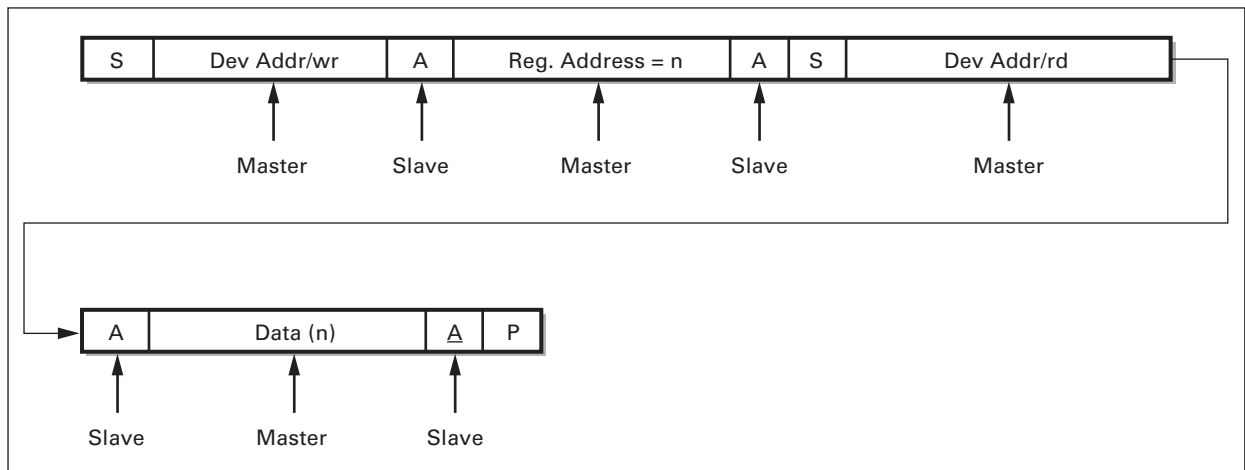 S Dev Addr/wr A Reg. Address = n A S Dev Addr/rd
Master Slave Master Slave Master
A Data (n) A P
Slave Master Slave